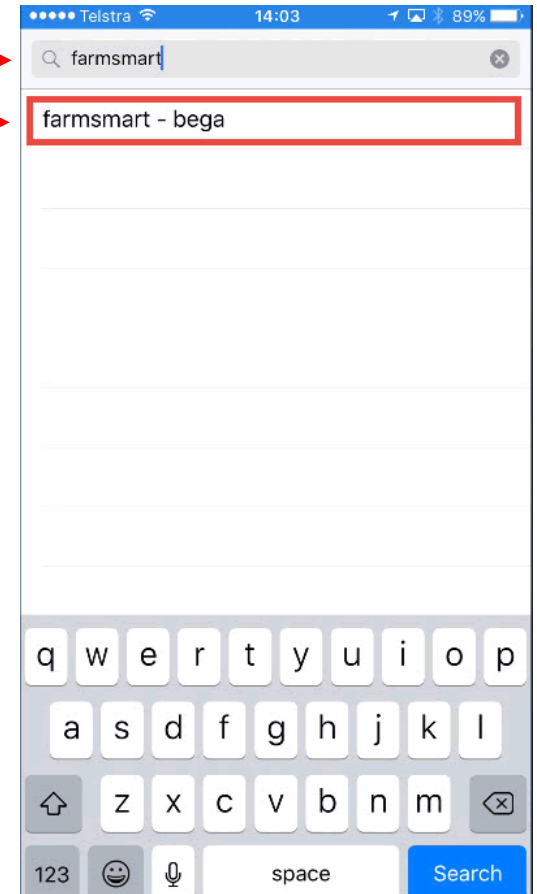 Telstra 14:03 89%
farmsmart
farmsmart - bega
q w e r t y u i o p
a s d f g h j k l
z x c v b n m
123 space Search